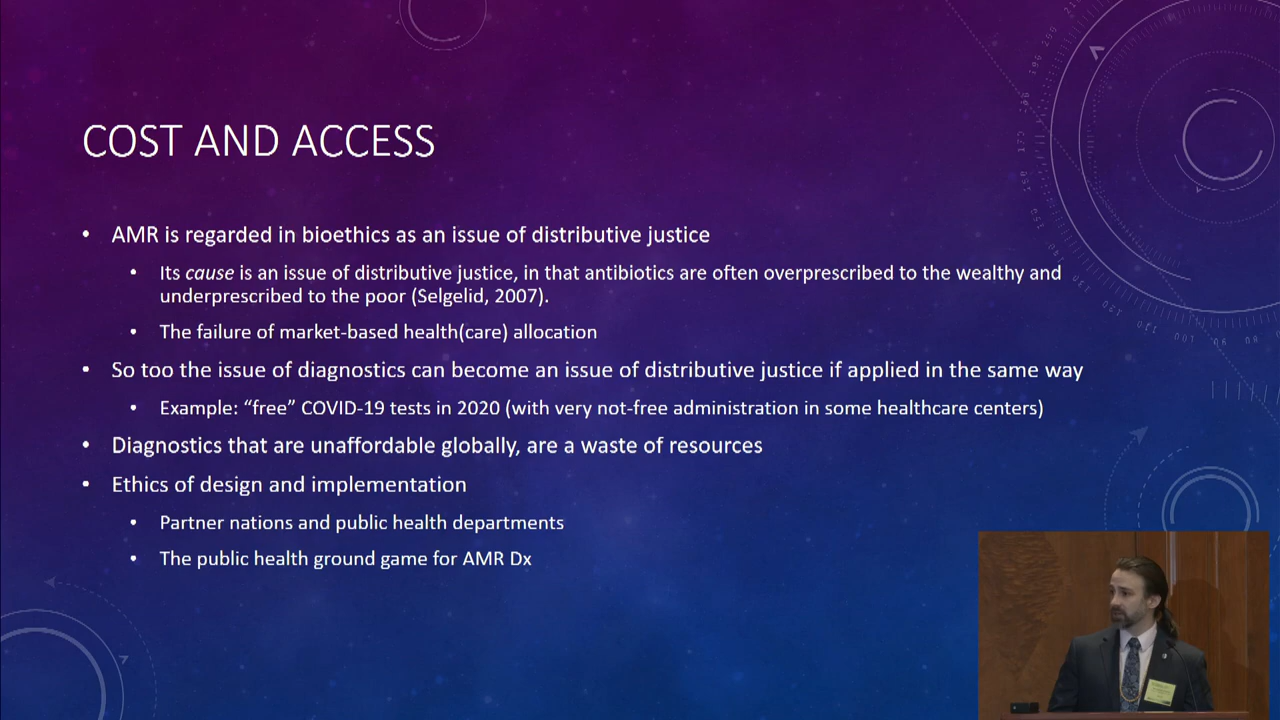 COST AND ACCESS
• AMR is regarded in bioethics as an issue of distributive justice
• Its cause is an issue of distributive justice, in that antibiotics are often overprescribed to the wealthy and
underprescribed to the poor (Selgelid, 2007).
• The failure of market-based health(care) allocation
• So too the issue of diagnostics can become an issue of distributive justice if applied in the same way
• Example: “free” COVID-19 tests in 2020 (with very not-free administration in some healthcare centers)
• Diagnostics that are unaffordable globally, are a waste of resources
• Ethics of design and implementation
• Partner nations and public health departments
• The public health ground game for AMR Dx